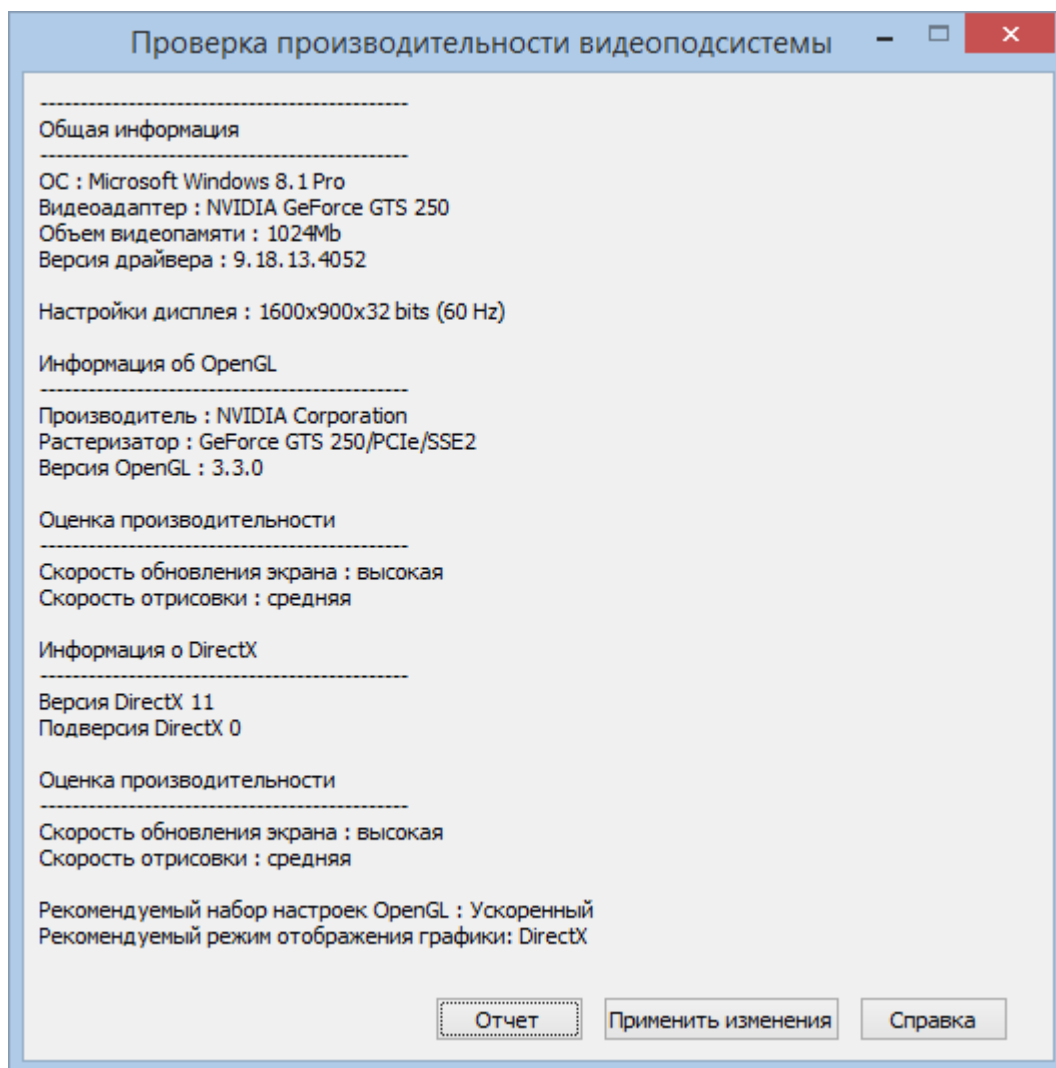 Проверка производительности видеоподсистемы
----------------------------------------------
Общая информация
----------------------------------------------
ОС : Microsoft Windows 8.1 Pro
Видеоадаптер : NVIDIA GeForce GTS 250
Объем видеопамяти : 1024Mb
Версия драйвера : 9.18.13.4052
Настройки дисплея : 1600x900x32 bits (60 Hz)
Информация об OpenGL
----------------------------------------------
Производитель : NVIDIA Corporation
Растеризатор : GeForce GTS 250/PCIe/SSE2
Версия OpenGL : 3.3.0
Оценка производительности
----------------------------------------------
Скорость обновления экрана : высокая
Скорость отрисовки : средняя
Информация о DirectX
----------------------------------------------
Версия DirectX 11
Подверсия DirectX 0
Оценка производительности
----------------------------------------------
Скорость обновления экрана : высокая
Скорость отрисовки : средняя
Рекомендуемый набор настроек OpenGL : Ускоренный
Рекомендуемый режим отображения графики: DirectX
Отчет Применить изменения Справка